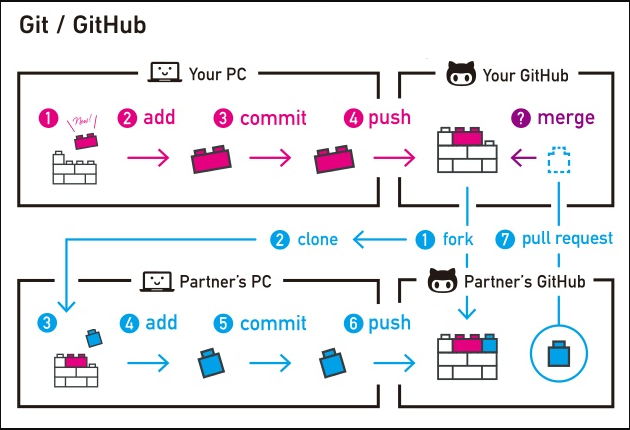 Git / GitHub
Your PC
Your GitHub
1
New!
2 add
3 commit
4 push
? merge
2 clone
1 fork
7 pull request
Partner's PC
Partner's GitHub
3
4 add
5 commit
6 push